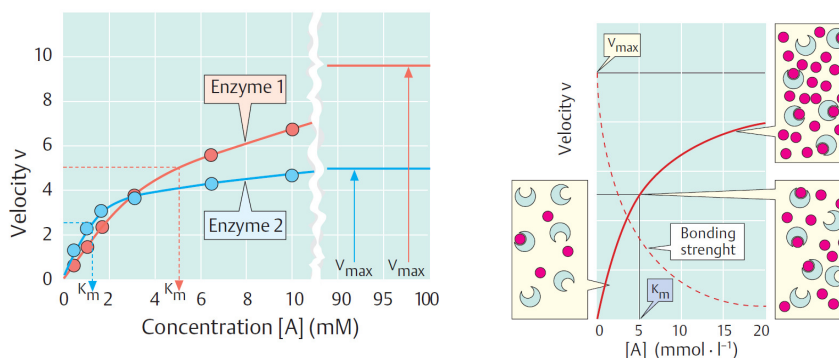 10
8
6
4
2
0
Velocity v
Enzyme 1
Enzyme 2
Km
Km
Vmax
Vmax
0 2 4 6 8 10 90 95 100
Concentration [A] (mM)
Vmax
Velocity v
Bonding
strenght
Km
0 5 10 15 20
[A] (mmol · l⁻¹)